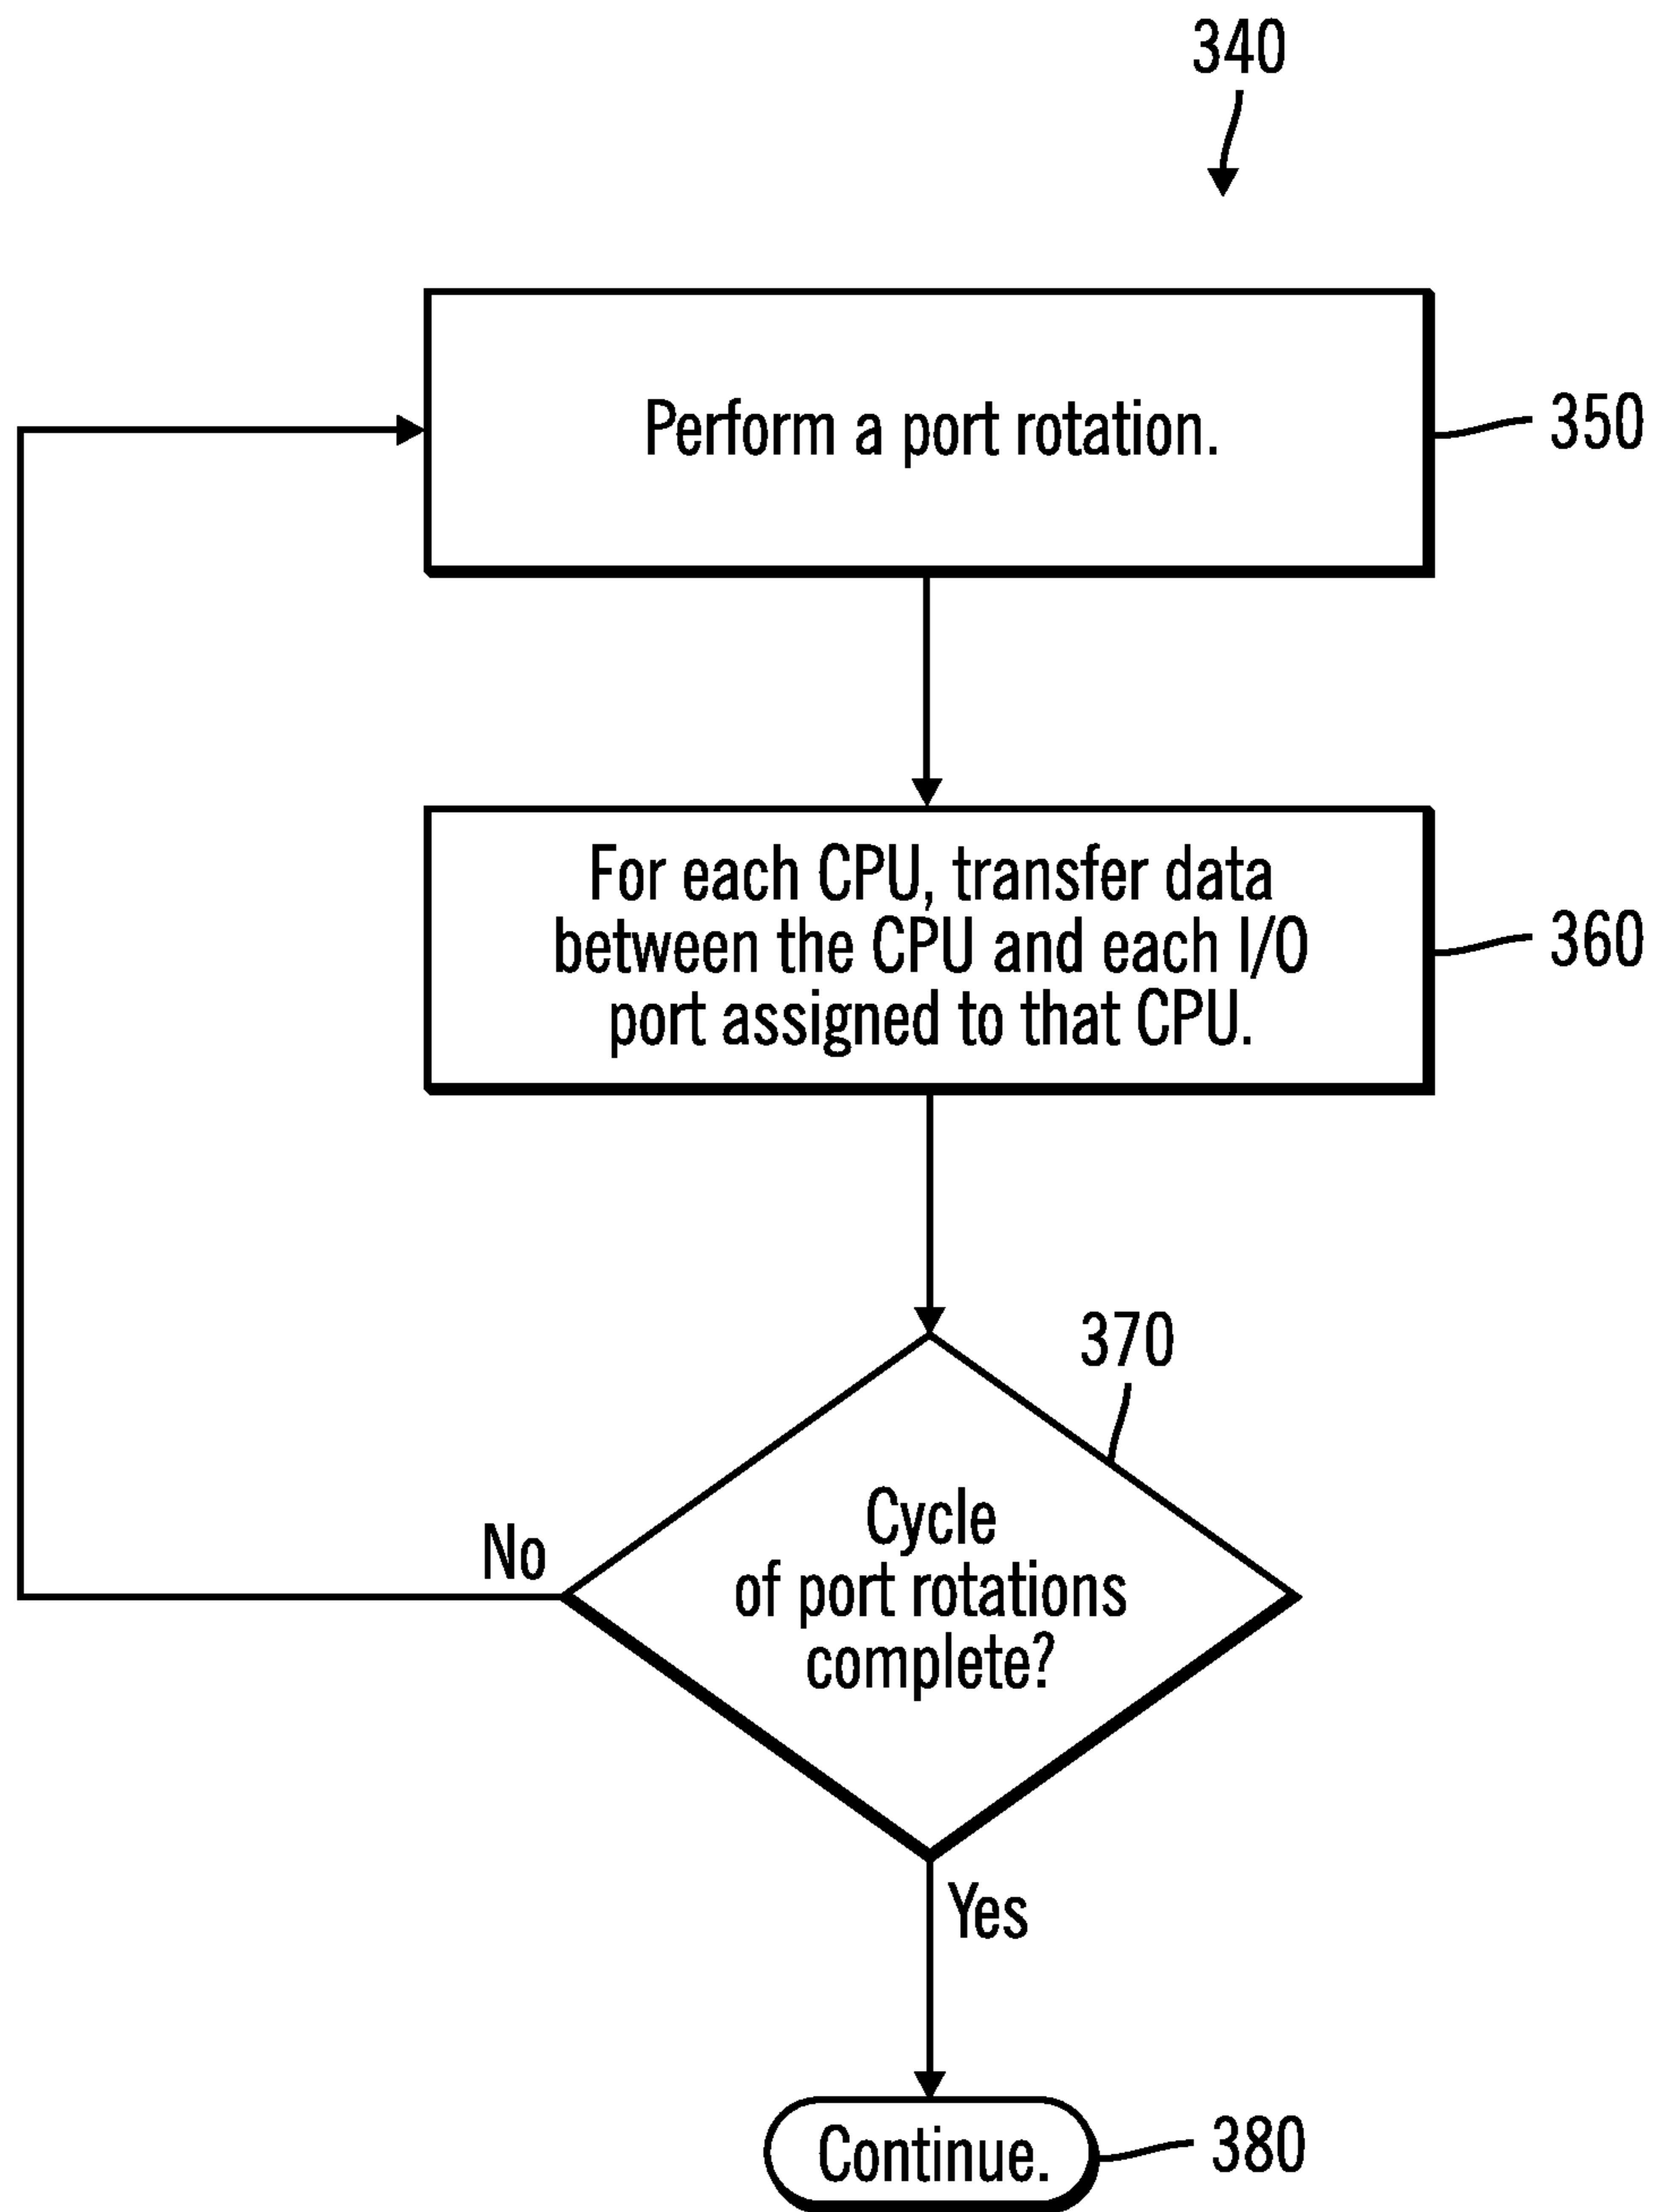 340
Perform a port rotation.
350
For each CPU, transfer data
between the CPU and each I/O
port assigned to that CPU.
360
370
Cycle
of port rotations
complete?
No
Yes
Continue.
380